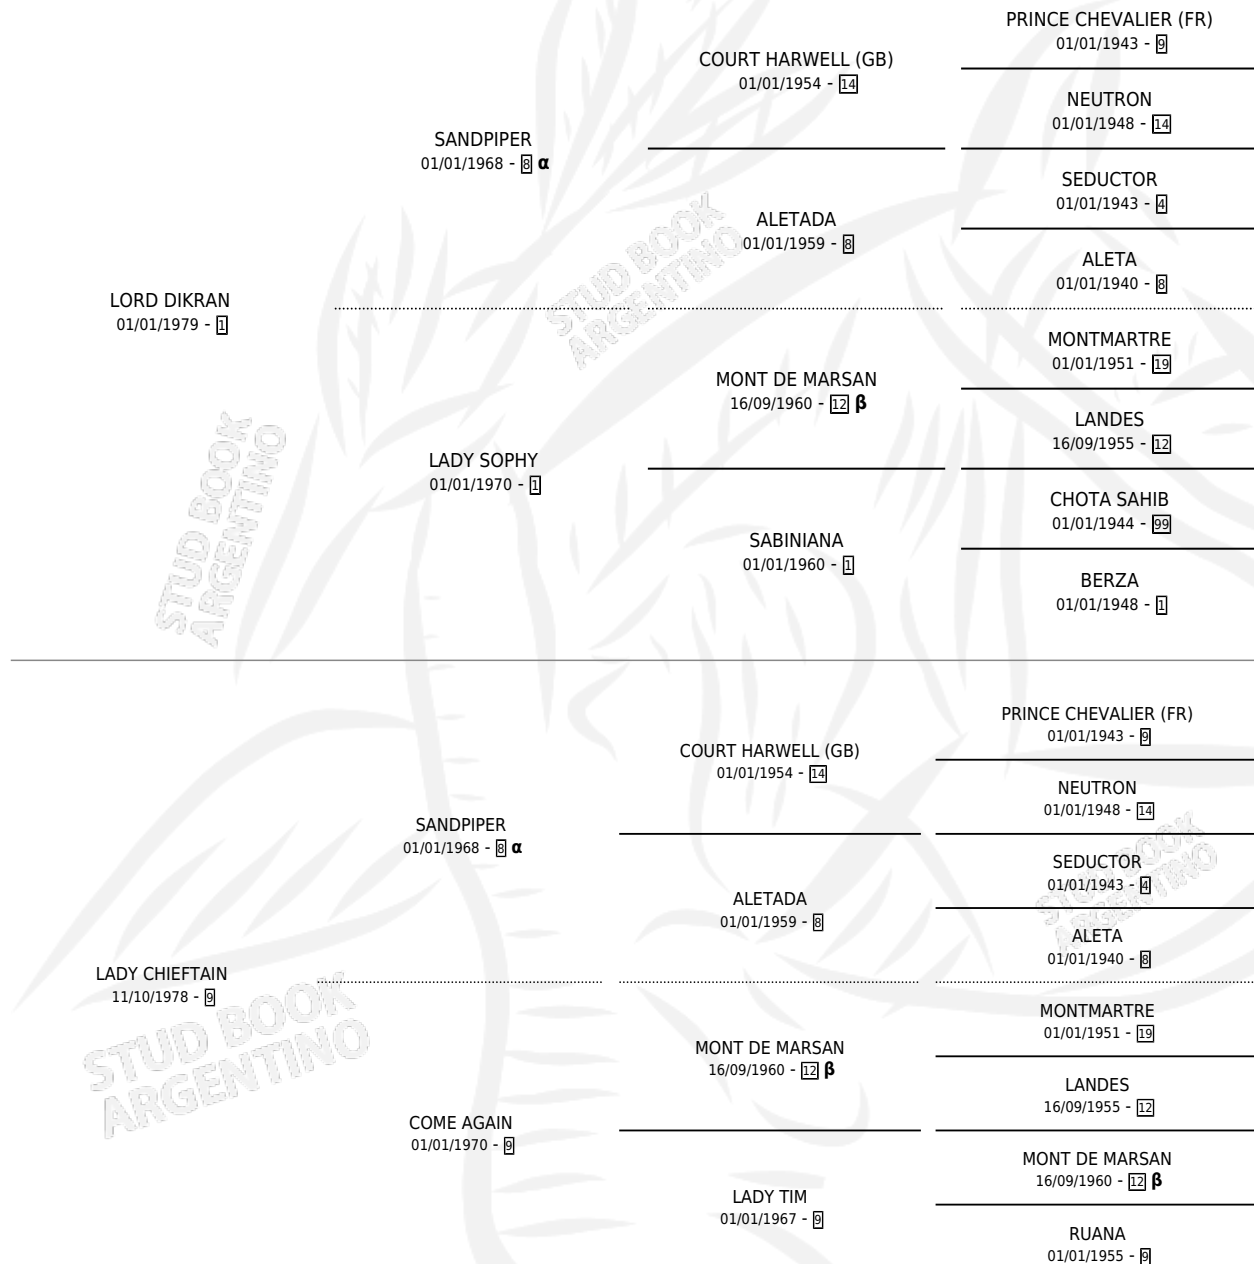 PRINCE CHEVALIER (FR)
01/01/1943 - 9
COURT HARWELL (GB)
01/01/1954 - 14
NEUTRON
01/01/1948 - 14
SANDPIPER
01/01/1968 - 8 α
SEDUCTOR
01/01/1943 - 4
ALETADA
01/01/1959 - 8
ALETA
01/01/1940 - 8
LORD DIKRAN
01/01/1979 - 1
MONTMARTRE
01/01/1951 - 19
MONT DE MARSAN
16/09/1960 - 12 β
LANDES
16/09/1955 - 12
LADY SOPHY
01/01/1970 - 1
CHOTA SAHIB
01/01/1944 - 99
SABINIANA
01/01/1960 - 1
BERZA
01/01/1948 - 1
STUD BOOK
ARGENTINO
STUD BOOK
ARGENTINO
PRINCE CHEVALIER (FR)
01/01/1943 - 9
COURT HARWELL (GB)
01/01/1954 - 14
NEUTRON
01/01/1948 - 14
SANDPIPER
01/01/1968 - 8 α
SEDUCTOR
01/01/1943 - 4
ALETADA
01/01/1959 - 8
ALETA
01/01/1940 - 8
LADY CHIEFTAIN
11/10/1978 - 9
MONTMARTRE
01/01/1951 - 19
MONT DE MARSAN
16/09/1960 - 12 β
LANDES
16/09/1955 - 12
COME AGAIN
01/01/1970 - 9
MONT DE MARSAN
16/09/1960 - 12 β
LADY TIM
01/01/1967 - 9
RUANA
01/01/1955 - 9
STUD BOOK
ARGENTINO
STUD BOOK
ARGENTINO